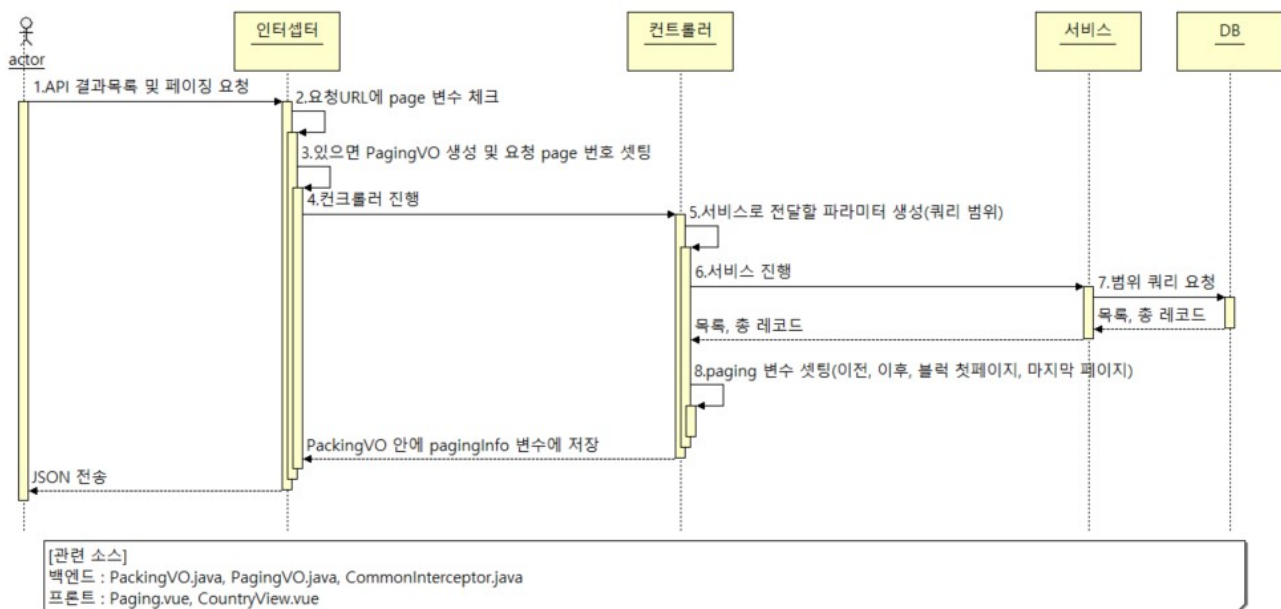 인터셉터
컨트롤러
서비스
DB
actor
1.API 결과목록 및 페이징 요청
2.요청URL에 page 변수 체크
3.있으면 PagingVO 생성 및 요청 page 번호 셋팅
4.컨크롤러 진행
5.서비스로 전달할 파라미터 생성(쿼리 범위)
6.서비스 진행
7.범위 쿼리 요청
목록, 총 레코드
목록, 총 레코드
8.paging 변수 셋팅(이전, 이후, 블럭 첫페이지, 마지막 페이지)
PackingVO 안에 pagingInfo 변수에 저장
JSON 전송
[관련 소스]
백엔드 : PackingVO.java, PagingVO.java, CommonInterceptor.java
프론트 : Paging.vue, CountryView.vue